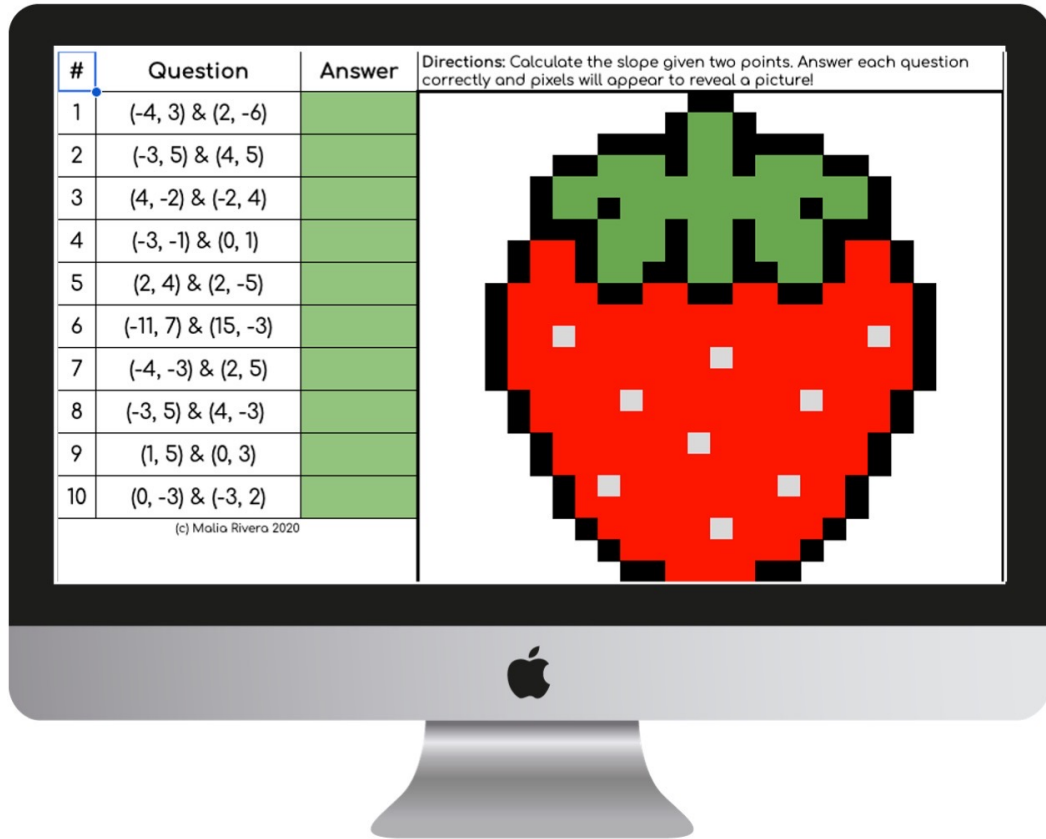 # Question Answer
1 (-4, 3) & (2, -6)
2 (-3, 5) & (4, 5)
3 (4, -2) & (-2, 4)
4 (-3, -1) & (0, 1)
5 (2, 4) & (2, -5)
6 (-11, 7) & (15, -3)
7 (-4, -3) & (2, 5)
8 (-3, 5) & (4, -3)
9 (1, 5) & (0, 3)
10 (0, -3) & (-3, 2)
(c) Malia Rivera 2020
Directions: Calculate the slope given two points. Answer each question
correctly and pixels will appear to reveal a picture!